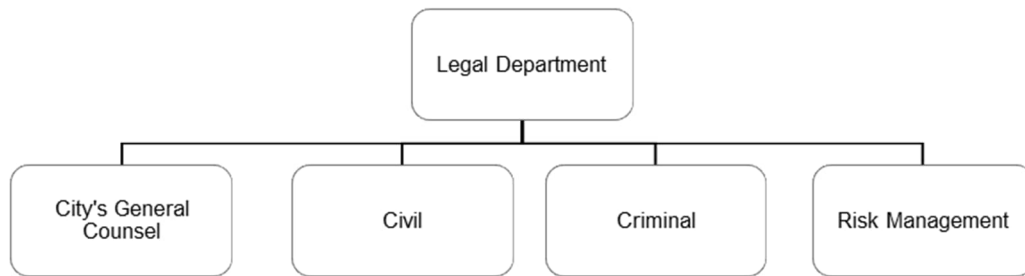 Legal Department
City's General
Counsel
Civil
Criminal
Risk Management